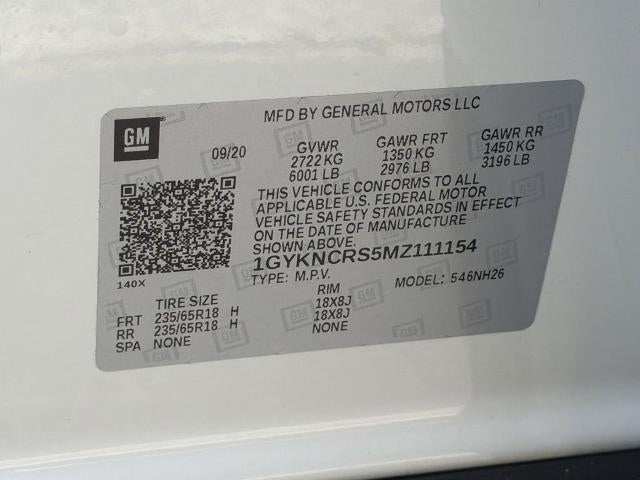 MFD BY GENERAL MOTORS LLC
GM
09/20 GVWR GAWR FRT GAWR RR
2722 KG 1350 KG 1450 KG
6001 LB 2976 LB 3196 LB
THIS VEHICLE CONFORMS TO ALL
APPLICABLE U.S. FEDERAL MOTOR
VEHICLE SAFETY STANDARDS IN EFFECT
ON THE DATE OF MANUFACTURE
SHOWN ABOVE.
1GYKNCRS5MZ111154
TYPE: M.P.V. MODEL: 546NH26
140X
TIRE SIZE RIM
FRT 235/65R18 H 18X8J
RR 235/65R18 H 18X8J
SPA NONE NONE